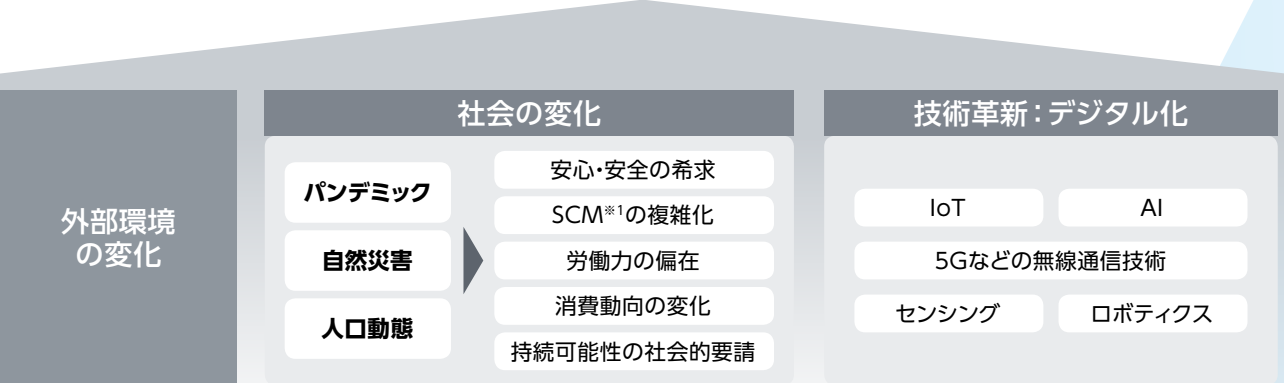 外部環境
の変化
社会の変化
パンデミック
自然災害
人口動態
安心・安全の希求
SCM※1の複雑化
労働力の偏在
消費動向の変化
持続可能性の社会的要請
技術革新：デジタル化
IoT
AI
5Gなどの無線通信技術
センシング
ロボティクス